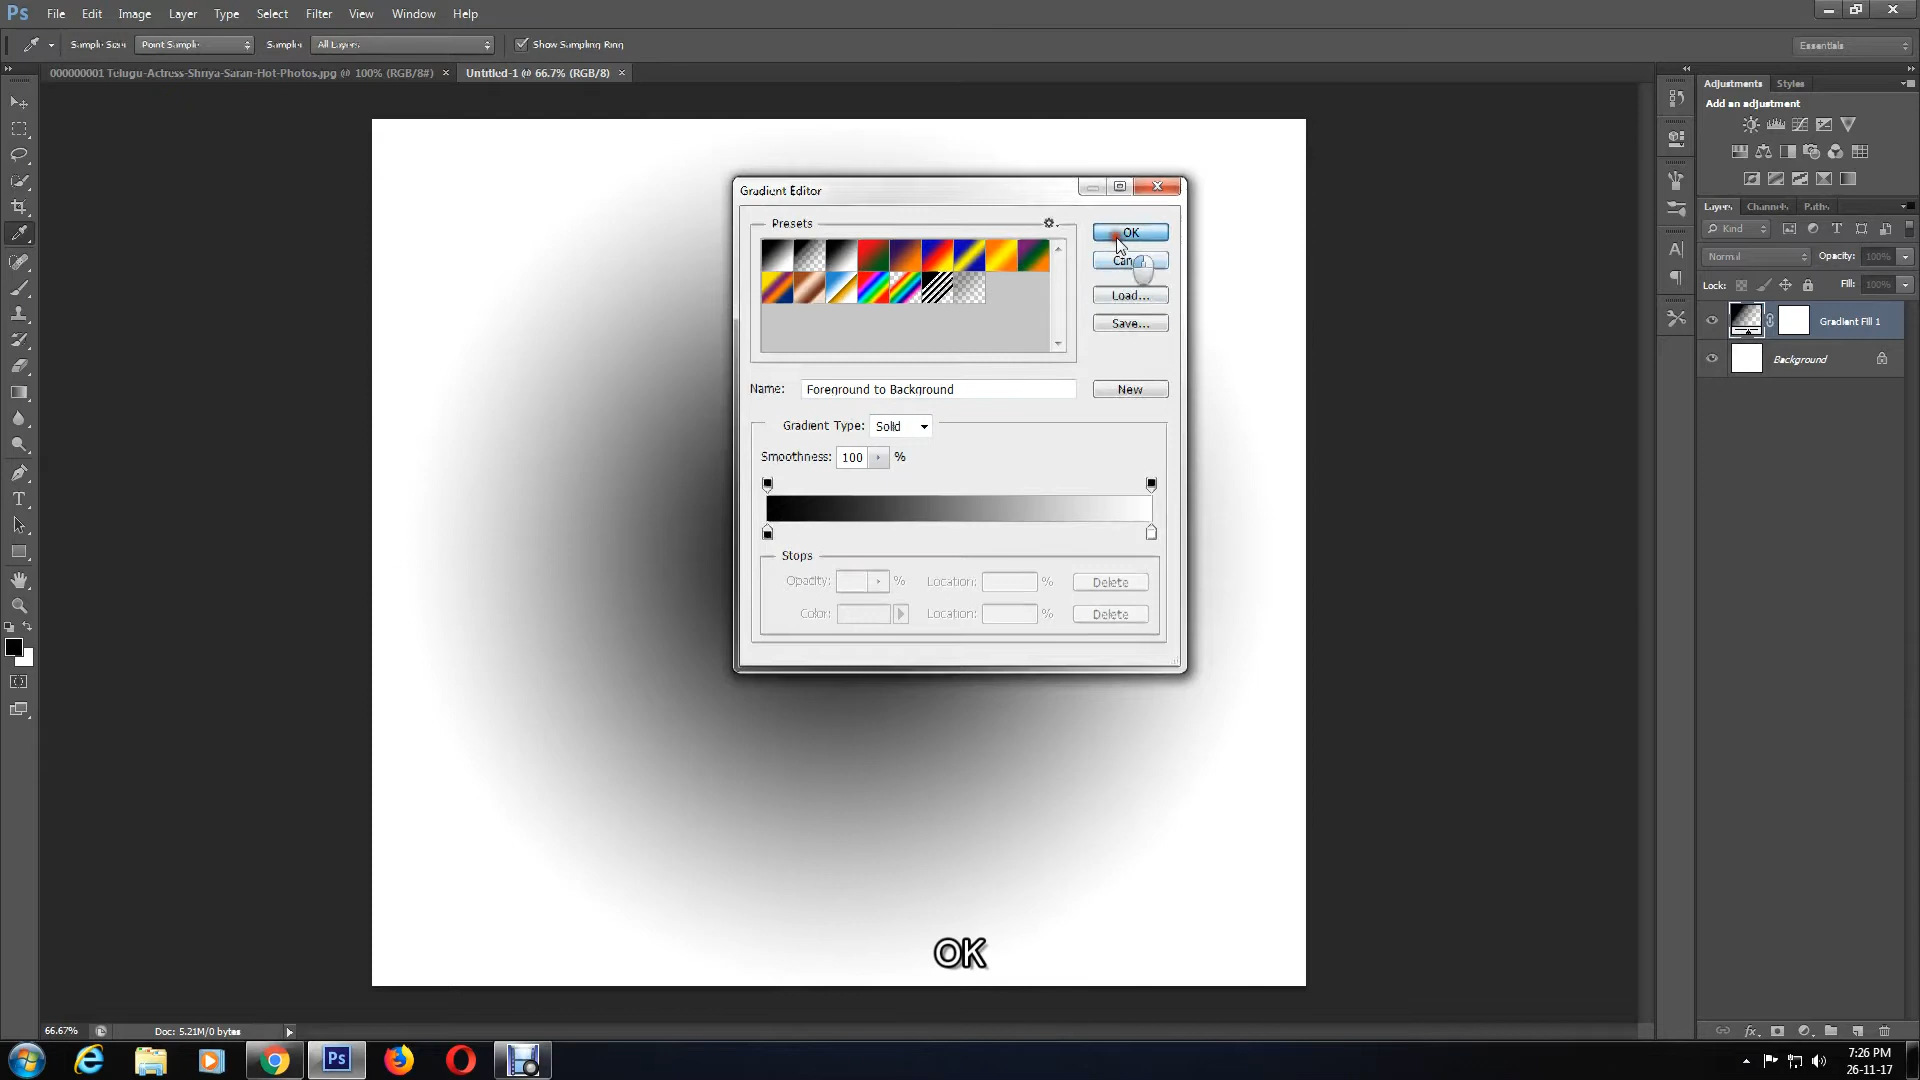 Ps File Edit Image Layer Type Select Filter View Window Help
Sample Size: Point Sample Sample: All Layers Show Sampling Ring Essentials
000000001 Telugu-Actress-Shriya-Saran-Hot-Photos.jpg @ 100% (RGB/8#) × Untitled-1 @ 66.7% (RGB/8) ×
Adjustments Styles
Add an adjustment
Layers Channels Paths
Kind
Normal Opacity: 100%
Lock: Fill: 100%
Gradient Fill 1
Background
Gradient Editor
Presets
OK
Load...
Save...
Name: Foreground to Background New
Gradient Type: Solid
Smoothness: 100 %
Stops
Opacity: % Location: % Delete
Color: Location: % Delete
OK
66.67% Doc: 5.21M/0 bytes
Ps
7:26 PM
26-11-17